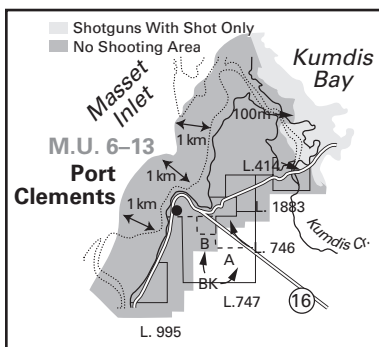 Shotguns With Shot Only
No Shooting Area
Kumdis
Bay
Masset
Inlet
100m
M.U. 6–13
1 km
Port
Clements
1 km
L.414
1 km
L. 1883
Kumdis Cr.
B
L. 746
A
BK
L.747
16
L. 995